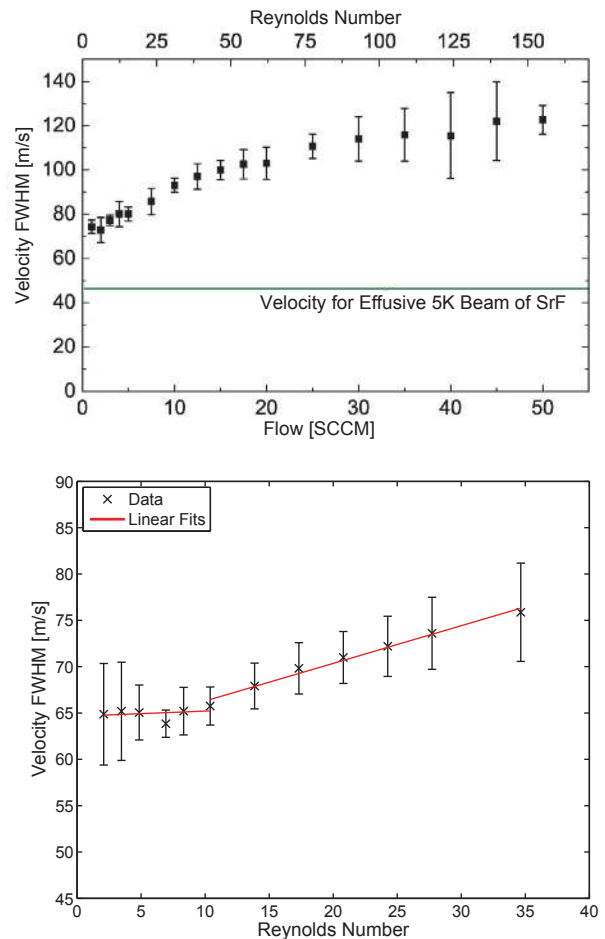 Reynolds Number
0 25 50 75 100 125 150
140
120
100
80
60
40
20
0
Velocity FWHM [m/s]
Velocity for Effusive 5K Beam of SrF
0 10 20 30 40 50
Flow [SCCM]
90
85
80
75
70
65
60
55
50
45
Velocity FWHM [m/s]
Data
Linear Fits
0 5 10 15 20 25 30 35 40
Reynolds Number